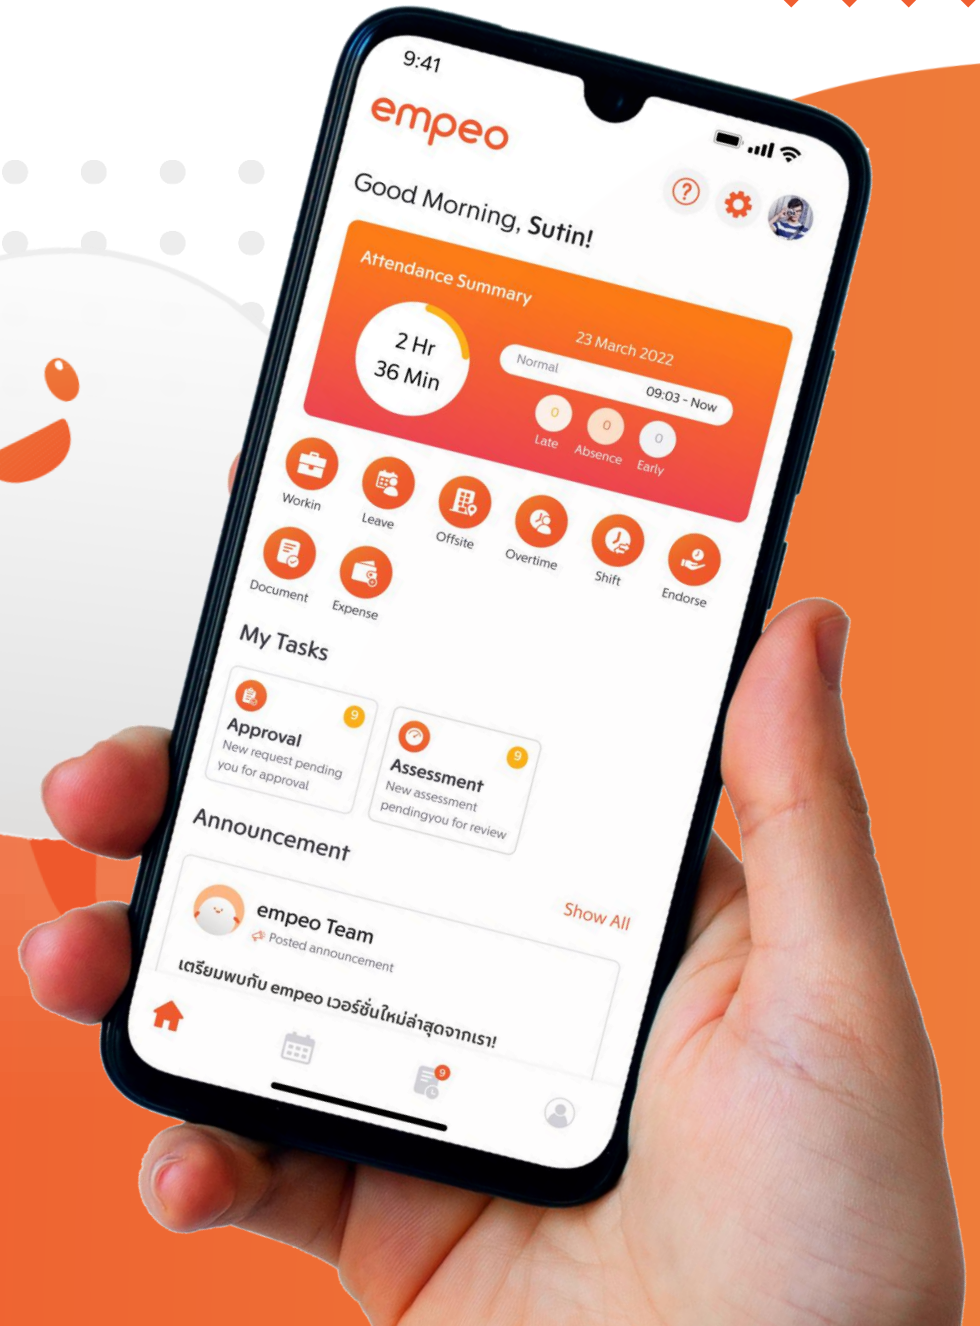 9:41
empeo
Good Morning, Sutin!
Attendance Summary
2 Hr
36 Min
23 March 2022
Normal
09:03 - Now
0
0
0
Late
Absence
Early
Workin
Leave
Offsite
Overtime
Shift
Endorse
Document
Expense
My Tasks
9
Approval
New request pending
you for approval
9
Assessment
New assessment
pendingyou for review
Announcement
Show All
empeo Team
Posted announcement
เตรียมพบกับ empeo เวอร์ชั่นใหม่ล่าสุดจากเรา!
9